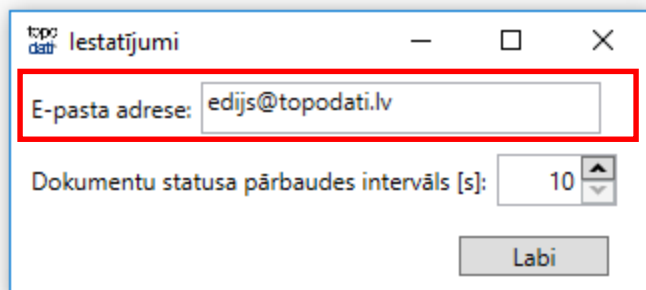 topo
dati Iestatījumi
E-pasta adrese: edijs@topodati.lv
Dokumentu statusa pārbaudes intervāls [s]: 10
Labi